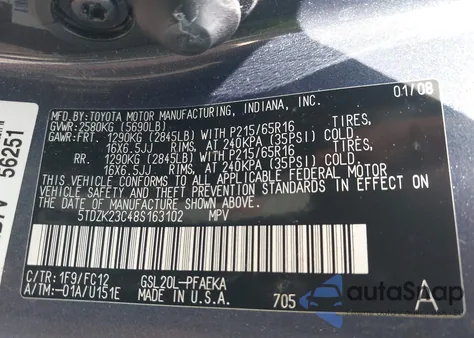 01/08
MFD. BY: TOYOTA MOTOR MANUFACTURING, INDIANA, INC.
GVWR: 2580KG (5690LB)
GAWR: FRT. 1290KG (2845LB) WITH P215/65R16 TIRES,
16X6.5JJ RIMS, AT 240KPA (35PSI) COLD.
RR. 1290KG (2845LB) WITH P215/65R16 TIRES,
16X6.5JJ RIMS, AT 240KPA (35PSI) COLD.
THIS VEHICLE CONFORMS TO ALL APPLICABLE FEDERAL MOTOR
VEHICLE SAFETY AND THEFT PREVENTION STANDARDS IN EFFECT ON
THE DATE OF MANUFACTURE SHOWN ABOVE.
5TDZK23C48S163102 MPV
C/TR: 1F9/FC12 GSL20L-PFAEKA
A/TM: -01A/U151E MADE IN U.S.A. 705 A
56251
autoSnap